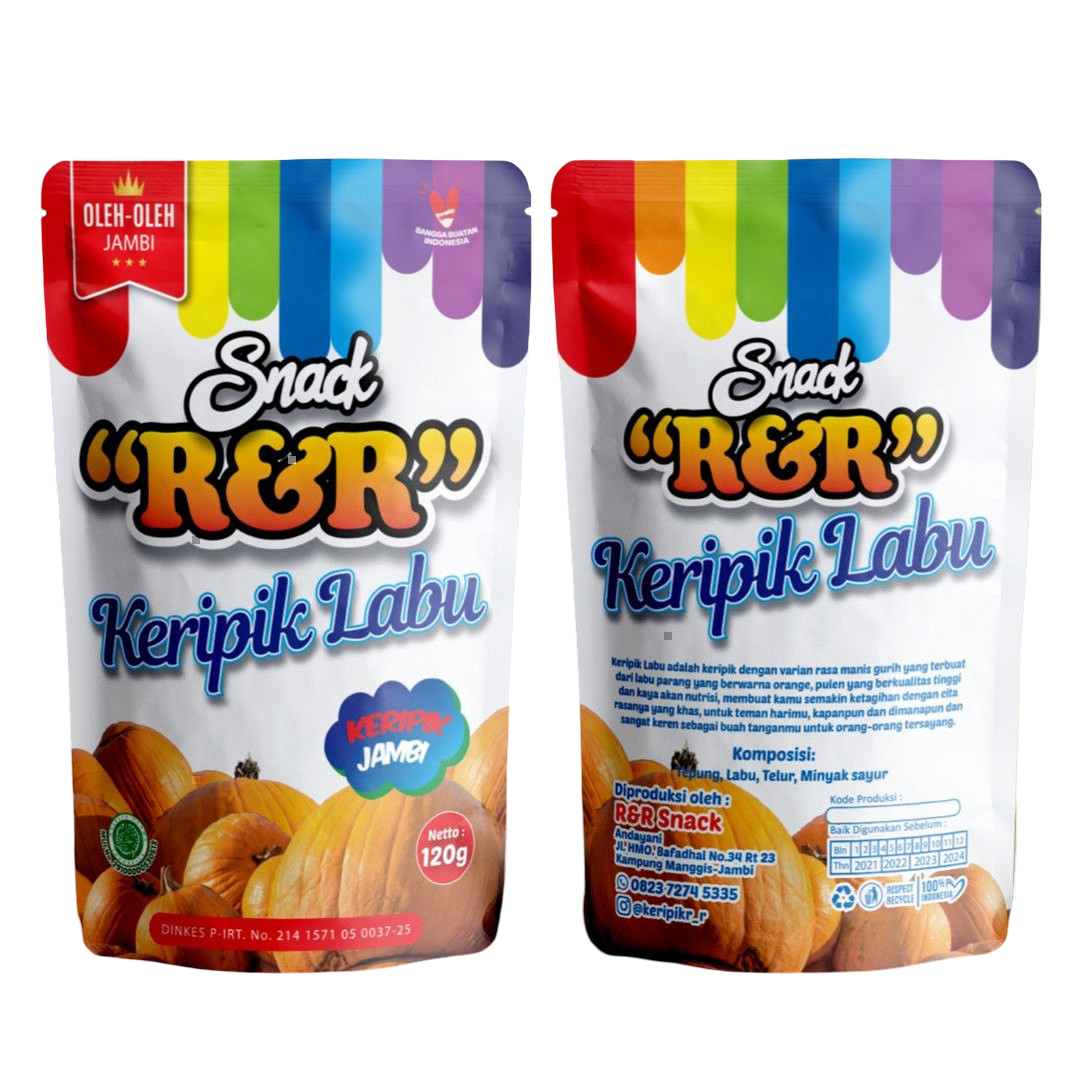 OLEH-OLEH
JAMBI
BANGGA BUATAN
INDONESIA
Snack
“R&R”
Keripik Labu
KERIPIK
JAMBI
Netto :
120g
DINKES P-IRT. No. 214 1571 05 0037-25
Snack
“R&R”
Keripik Labu
Keripik Labu adalah keripik dengan varian rasa manis gurih yang terbuat
dari labu parang yang berwarna orange, pulen yang berkualitas tinggi
dan kaya akan nutrisi, membuat kamu semakin ketagihan dengan cita
rasanya yang khas, untuk teman harimu, kapanpun dan dimanapun dan
sangat keren sebagai buah tanganmu untuk orang-orang tersayang.
Komposisi:
Tepung, Labu, Telur, Minyak sayur
Diproduksi oleh :
R&R Snack
Andayani
JL HMO. Bafadhal No.34 Rt 23
Kampung Manggis-Jambi
0823 7274 5335
@keripikr_r
Kode Produksi :
Baik Digunakan Sebelum :
Bln 1 2 3 4 5 6 7 8 9 10 11 12
Thn 2021 2022 2023 2024
RESPECT
RECYCLE
100%
INDONESIA